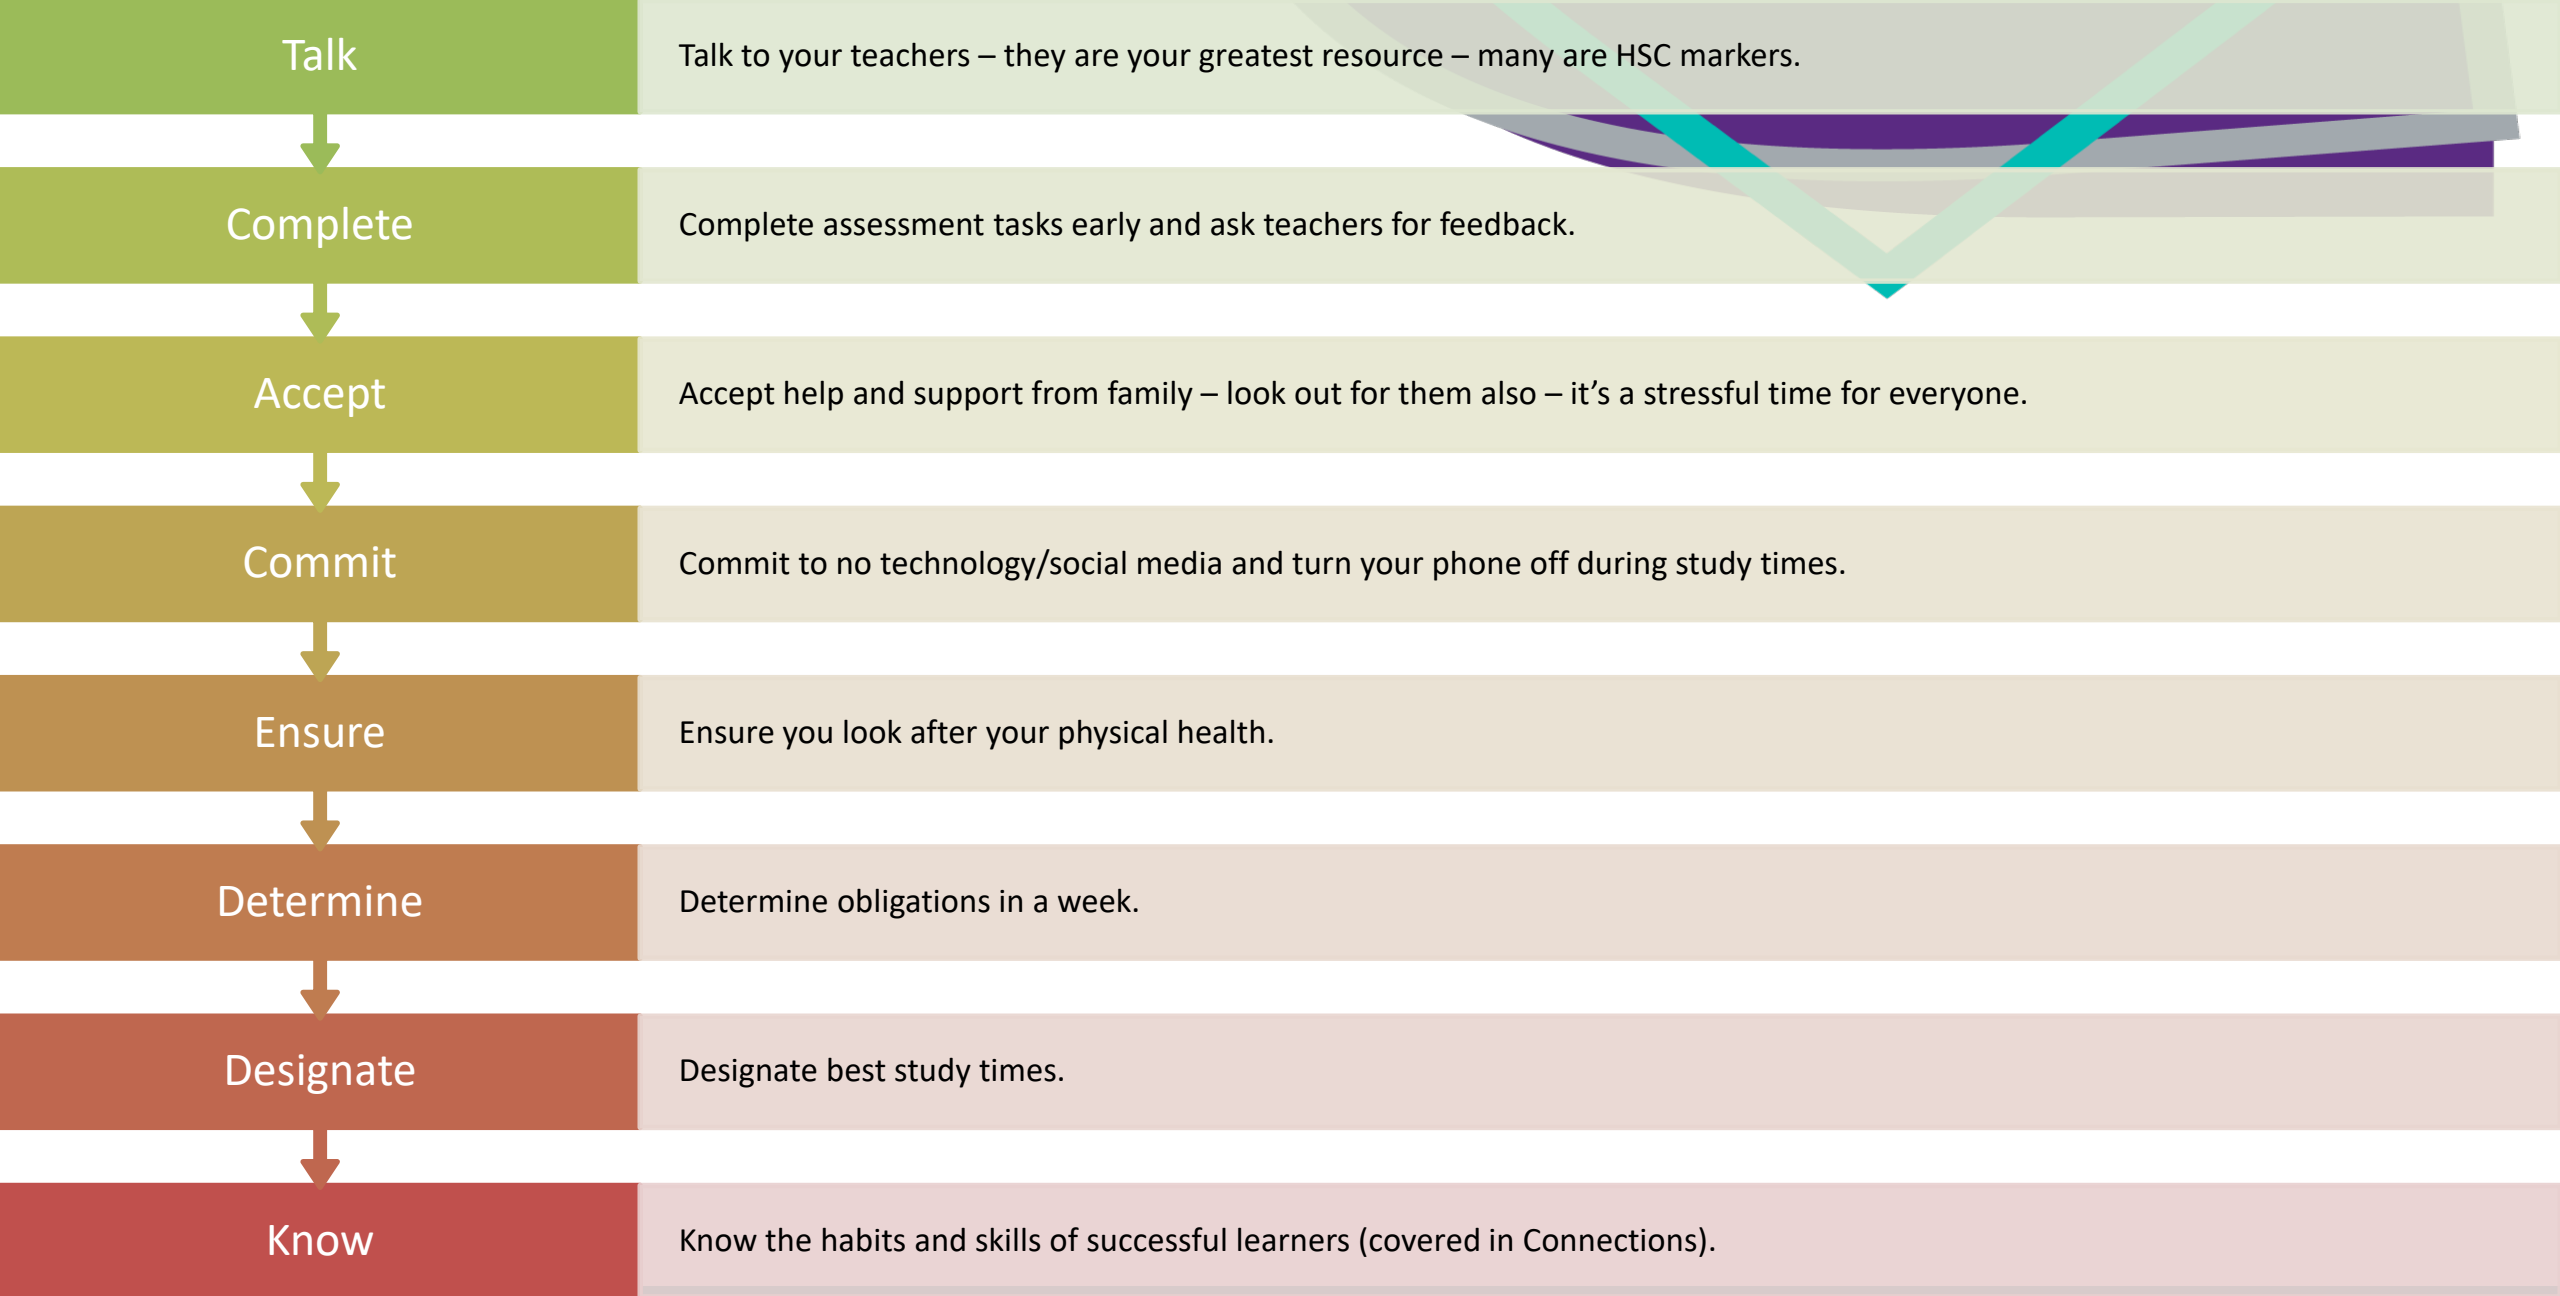 Talk
Talk to your teachers – they are your greatest resource – many are HSC markers.
Complete
Complete assessment tasks early and ask teachers for feedback.
Accept
Accept help and support from family – look out for them also – it’s a stressful time for everyone.
Commit
Commit to no technology/social media and turn your phone off during study times.
Ensure
Ensure you look after your physical health.
Determine
Determine obligations in a week.
Designate
Designate best study times.
Know
Know the habits and skills of successful learners (covered in Connections).